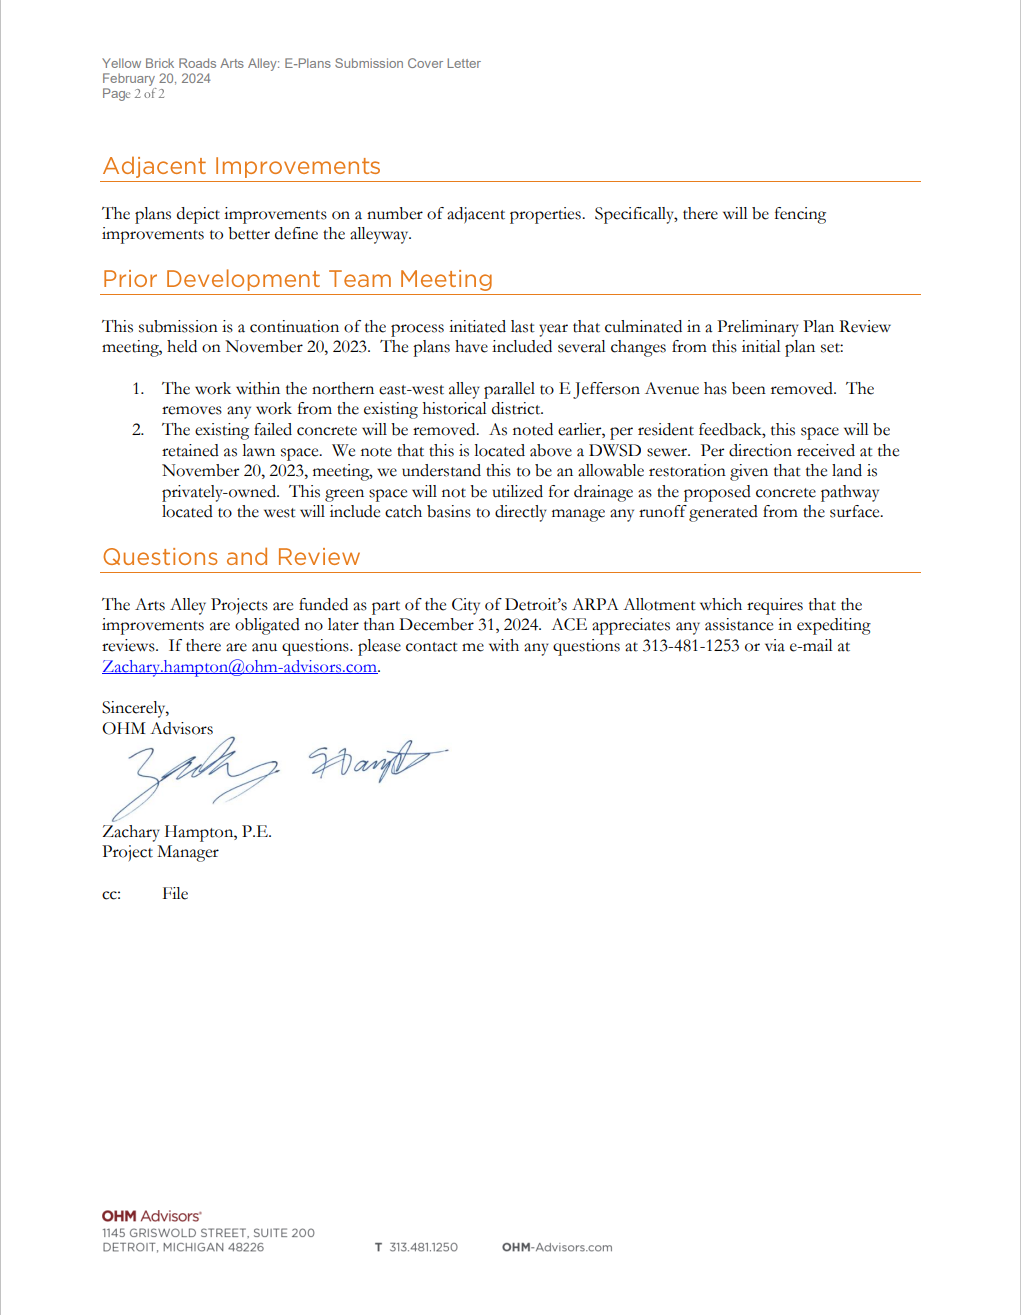 Yellow Brick Roads Arts Alley: E-Plans Submission Cover Letter
February 20, 2024
Page 2 of 2
Adjacent Improvements
The plans depict improvements on a number of adjacent properties.  Specifically, there will be fencing
improvements to better define the alleyway.
Prior Development Team Meeting
This submission is a continuation of the process initiated last year that culminated in a Preliminary Plan Review
meeting, held on November 20, 2023.  The plans have included several changes from this initial plan set:
1. The work within the northern east-west alley parallel to E Jefferson Avenue has been removed.  The
removes any work from the existing historical district.
2. The existing failed concrete will be removed.  As noted earlier, per resident feedback, this space will be
retained as lawn space.  We note that this is located above a DWSD sewer.  Per direction received at the
November 20, 2023, meeting, we understand this to be an allowable restoration given that the land is
privately-owned.  This green space will not be utilized for drainage as the proposed concrete pathway
located to the west will include catch basins to directly manage any runoff generated from the surface.
Questions and Review
The Arts Alley Projects are funded as part of the City of Detroit's ARPA Allotment which requires that the
improvements are obligated no later than December 31, 2024.  ACE appreciates any assistance in expediting
reviews.  If there are anu questions. please contact me with any questions at 313-481-1253 or via e-mail at
Zachary.hampton@ohm-advisors.com.
Sincerely,
OHM Advisors
Zachary Hampton, P.E.
Project Manager
cc: File
OHM Advisors®
1145 GRISWOLD STREET, SUITE 200
DETROIT, MICHIGAN 48226 T 313.481.1250 OHM-Advisors.com